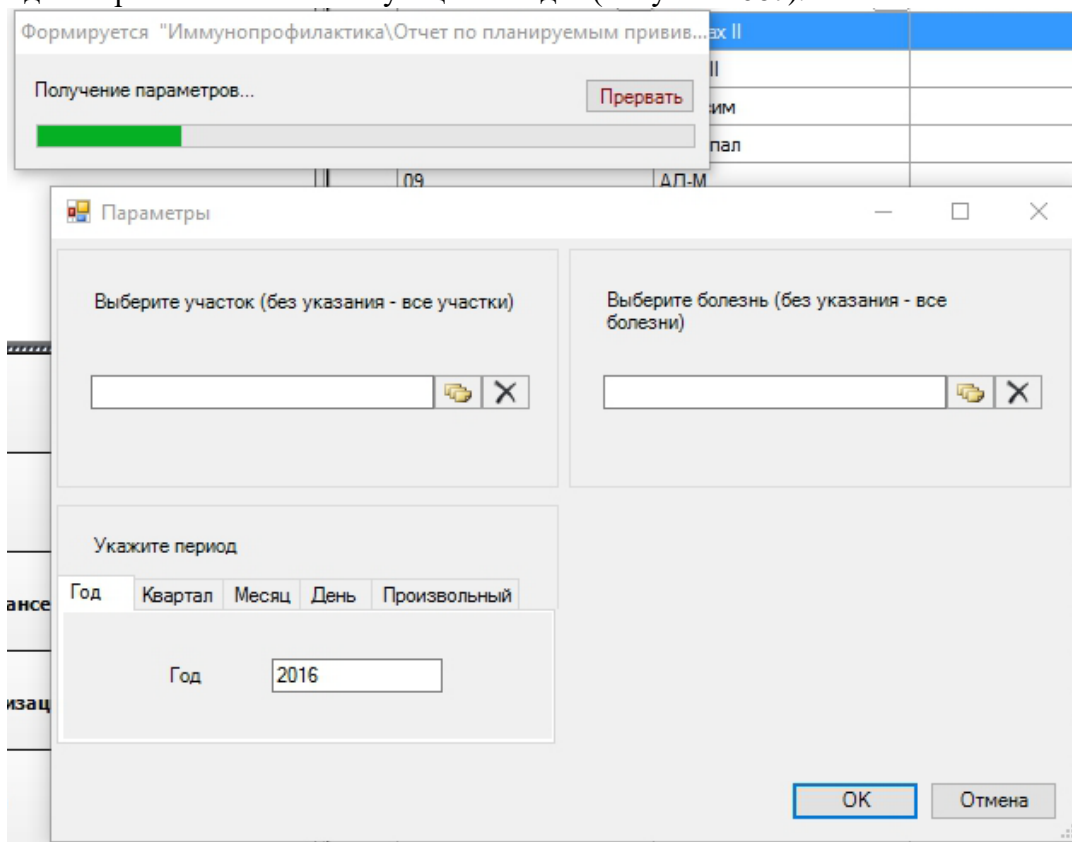 Формируется "Иммунопрофилактика\Отчет по планируемым привив...
Получение параметров...
Прервать
09
АД-М
Параметры
Выберите участок (без указания - все участки)
Выберите болезнь (без указания - все
болезни)
Укажите период
Год Квартал Месяц День Произвольный
Год 2016
OK Отмена